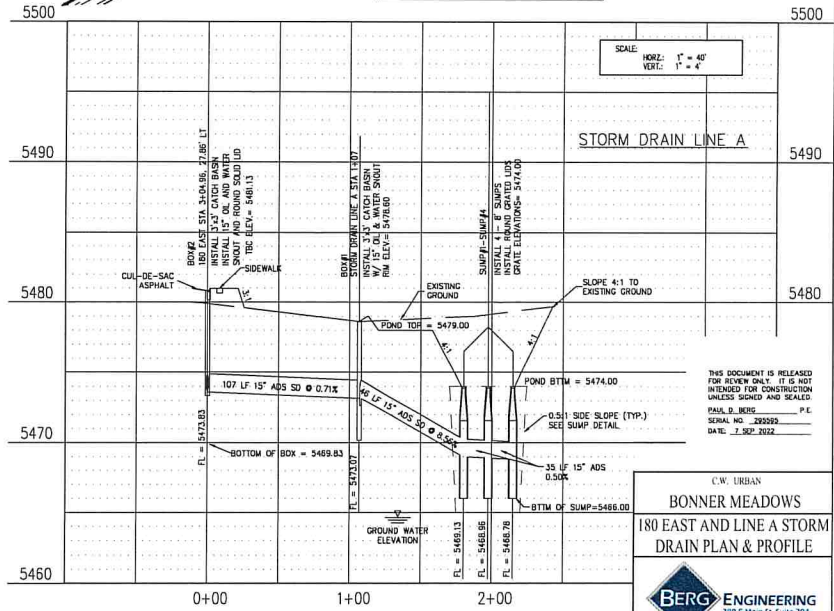 5500
5500
SCALE:
HORZ.: 1" = 40'
VERT.: 1" = 4'
STORM DRAIN LINE A
5490
5490
BOX#2
180 EAST STA 3+04.96, 27.86' LT
INSTALL 3'x3' CATCH BASIN
INSTALL 15" OIL AND WATER
SNOUT AND ROUND SOLID LID
TBC ELEV.= 5481.13
BOX#1
STORM DRAIN LINE A STA 1+07
INSTALL 3'x3' CATCH BASIN
W/ 15" OIL & WATER SNOUT
RIM ELEV.= 5478.60
SUMP#1-SUMP#4
INSTALL 4 - 8' SUMPS
INSTALL ROUND GRATED LIDS
GRATE ELEVATIONS= 5474.00
CUL-DE-SAC
ASPHALT
SIDEWALK
3:1
EXISTING
GROUND
SLOPE 4:1 TO
EXISTING GROUND
5480
5480
POND TOP = 5479.00
4:1
4:1
107 LF 15" ADS SD @ 0.71%
46 LF 15" ADS SD @ 8.56%
POND BTTM = 5474.00
0.5:1 SIDE SLOPE (TYP.)
SEE SUMP DETAIL
THIS DOCUMENT IS RELEASED
FOR REVIEW ONLY. IT IS NOT
INTENDED FOR CONSTRUCTION
UNLESS SIGNED AND SEALED.
PAUL D. BERG P.E.
SERIAL NO. 295595
DATE: 7 SEP 2022
5470
5470
FL = 5473.83
BOTTOM OF BOX = 5469.83
FL = 5473.07
35 LF 15" ADS
0.50%
BTTM OF SUMP=5466.00
GROUND WATER
ELEVATION
FL = 5469.13
FL = 5468.96
FL = 5468.78
5460
0+00
1+00
2+00
C.W. URBAN
BONNER MEADOWS
180 EAST AND LINE A STORM
DRAIN PLAN & PROFILE
BERG ENGINEERING